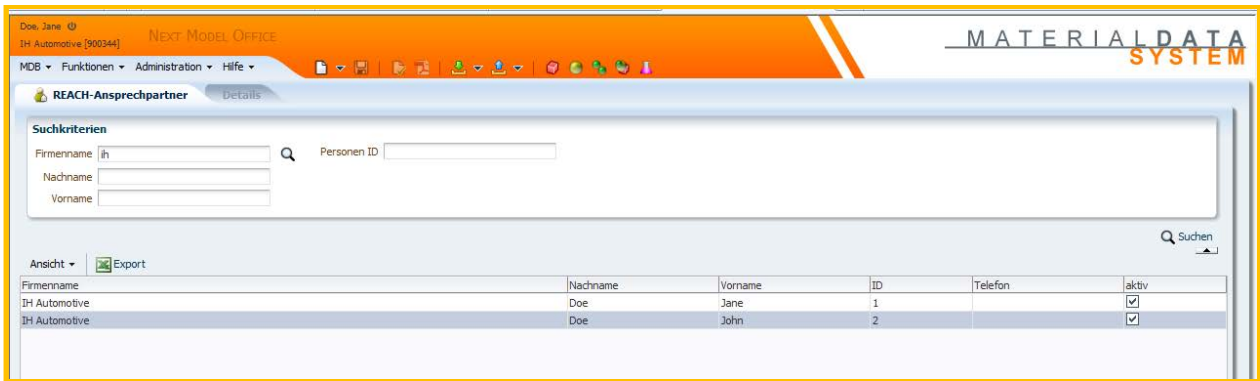 Doe, Jane
IH Automotive [900344]
NEXT MODEL OFFICE
MATERIALDATA
SYSTEM
MDB Funktionen Administration Hilfe
REACH-Ansprechpartner Details
Suchkriterien
Firmenname ih Personen ID
Nachname
Vorname
Suchen
Ansicht Export
Firmenname Nachname Vorname ID Telefon aktiv
IH Automotive Doe Jane 1
IH Automotive Doe John 2